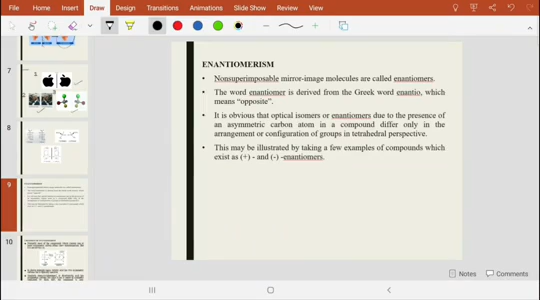 File
Home
Insert
Draw
Design
Transitions
Animations
Slide Show
Review
7
1.
2
8
9
10
ENANTIOMERISM
• Nonsuperimposable mirror-image molecules are called enantiomers.
• The word enantiomer is derived from the Greek word enantio, which
means “opposite”.
• It is obvious that optical isomers or enantiomers due to the presence of
an asymmetric carbon atom in a compound differ only in the
arrangement or configuration of groups in tetrahedral perspective.
• This may be illustrated by taking a few examples of compounds which
exist as (+) - and (-) -enantiomers.
Notes
Comments